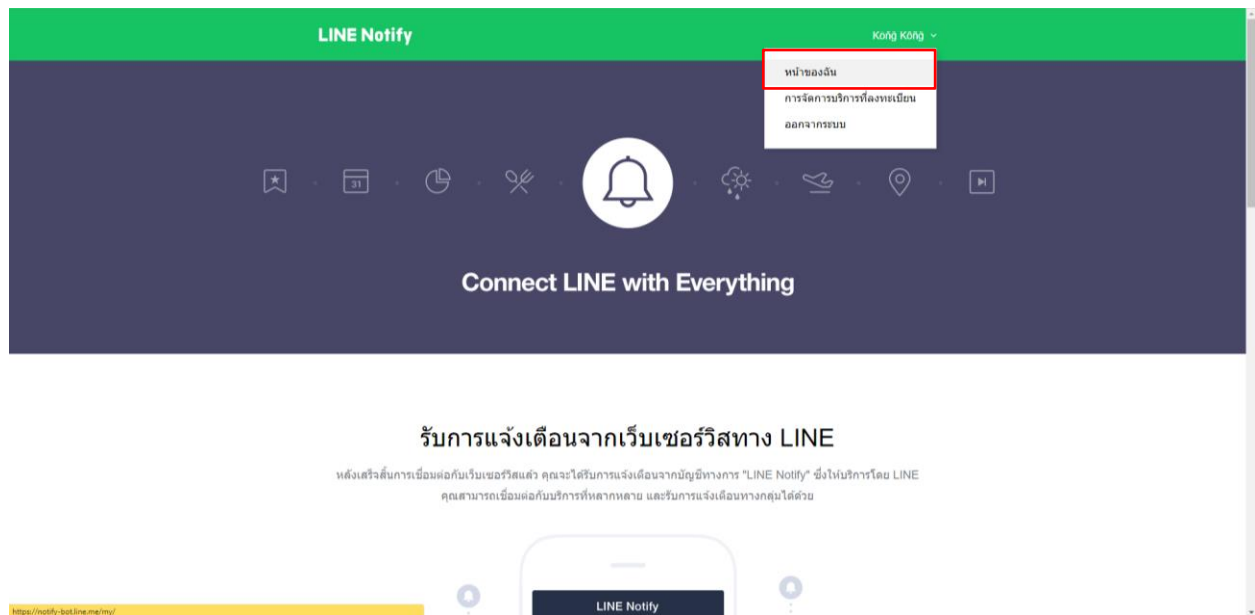 LINE Notify
Koňğ Kôňğ
หน้าของฉัน
การจัดการบริการที่ลงทะเบียน
ออกจากระบบ
31
Connect LINE with Everything
รับการแจ้งเตือนจากเว็บเซอร์วิสทาง LINE
หลังเสร็จสิ้นการเชื่อมต่อกับเว็บเซอร์วิสแล้ว คุณจะได้รับการแจ้งเตือนจากบัญชีทางการ "LINE Notify" ซึ่งให้บริการโดย LINE
คุณสามารถเชื่อมต่อกับบริการที่หลากหลาย และรับการแจ้งเตือนทางกลุ่มได้ด้วย
LINE Notify
https://notify-bot.line.me/my/